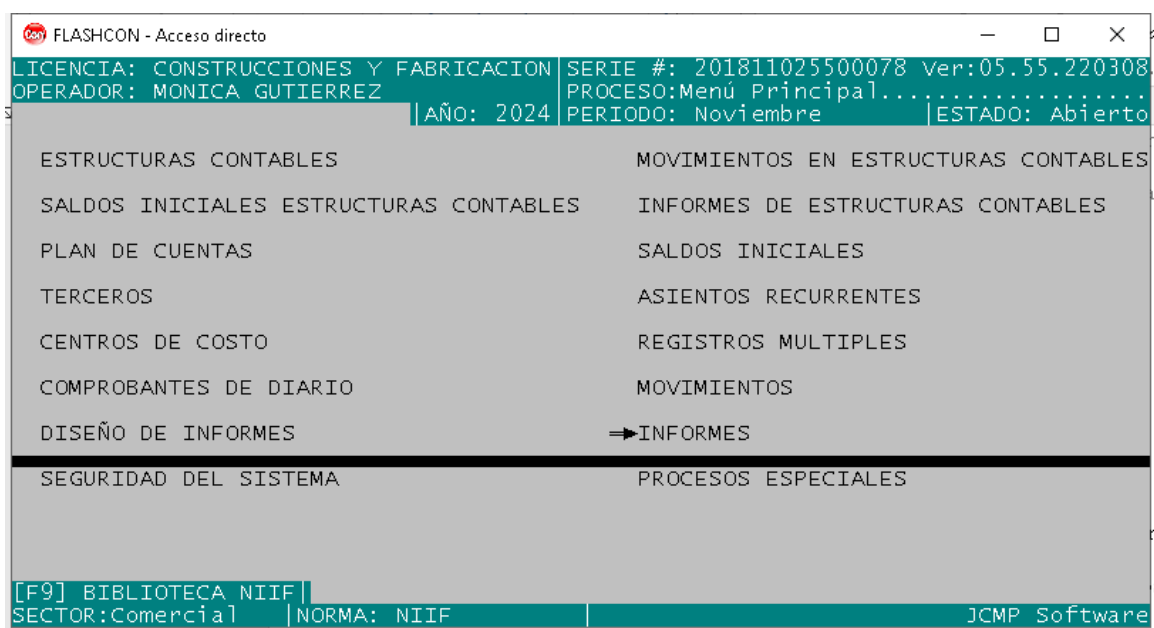 FLASHCON - Acceso directo
LICENCIA: CONSTRUCCIONES Y FABRICACION|SERIE #: 201811025500078 Ver:05.55.220308.
OPERADOR: MONICA GUTIERREZ |PROCESO:Menú Principal...................
|AÑO: 2024|PERIODO: Noviembre |ESTADO: Abierto
ESTRUCTURAS CONTABLES MOVIMIENTOS EN ESTRUCTURAS CONTABLES
SALDOS INICIALES ESTRUCTURAS CONTABLES INFORMES DE ESTRUCTURAS CONTABLES
PLAN DE CUENTAS SALDOS INICIALES
TERCEROS ASIENTOS RECURRENTES
CENTROS DE COSTO REGISTROS MULTIPLES
COMPROBANTES DE DIARIO MOVIMIENTOS
DISEÑO DE INFORMES ⇒INFORMES
SEGURIDAD DEL SISTEMA PROCESOS ESPECIALES
[F9] BIBLIOTECA NIIF|
SECTOR:Comercial |NORMA: NIIF | JCMP Software